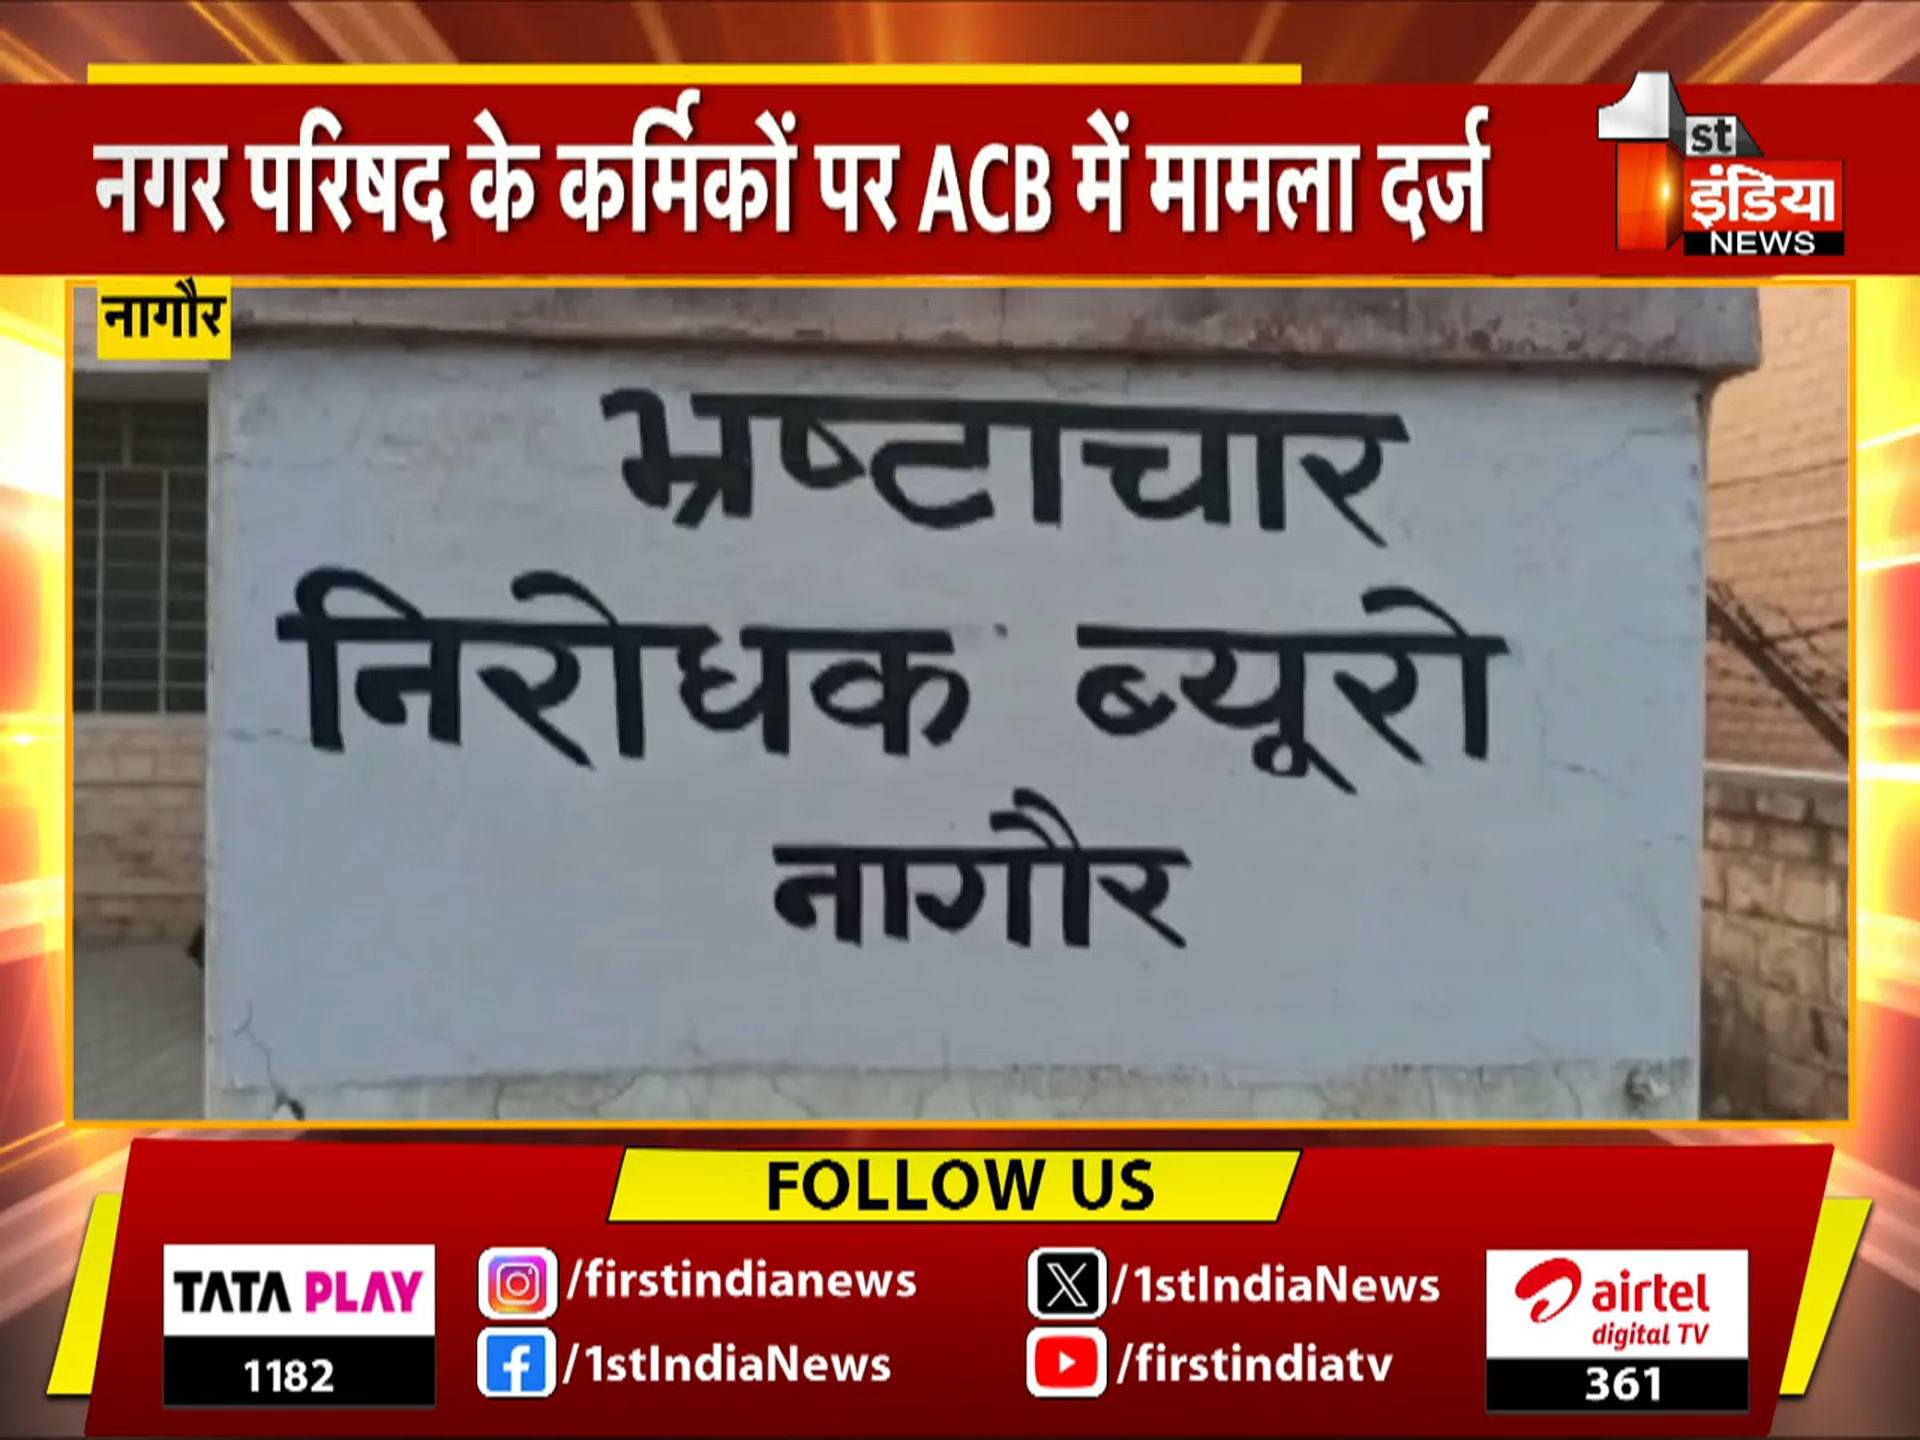 नगर परिषद के कर्मिकों पर ACB में मामला दर्ज
1st
इंडिया
NEWS
नागौर
भ्रष्टाचार
निरोधक ब्यूरो
नागौर
FOLLOW US
TATA PLAY
1182
/firstindianews
/1stIndiaNews
/1stIndiaNews
/firstindiatv
airtel
digital TV
361